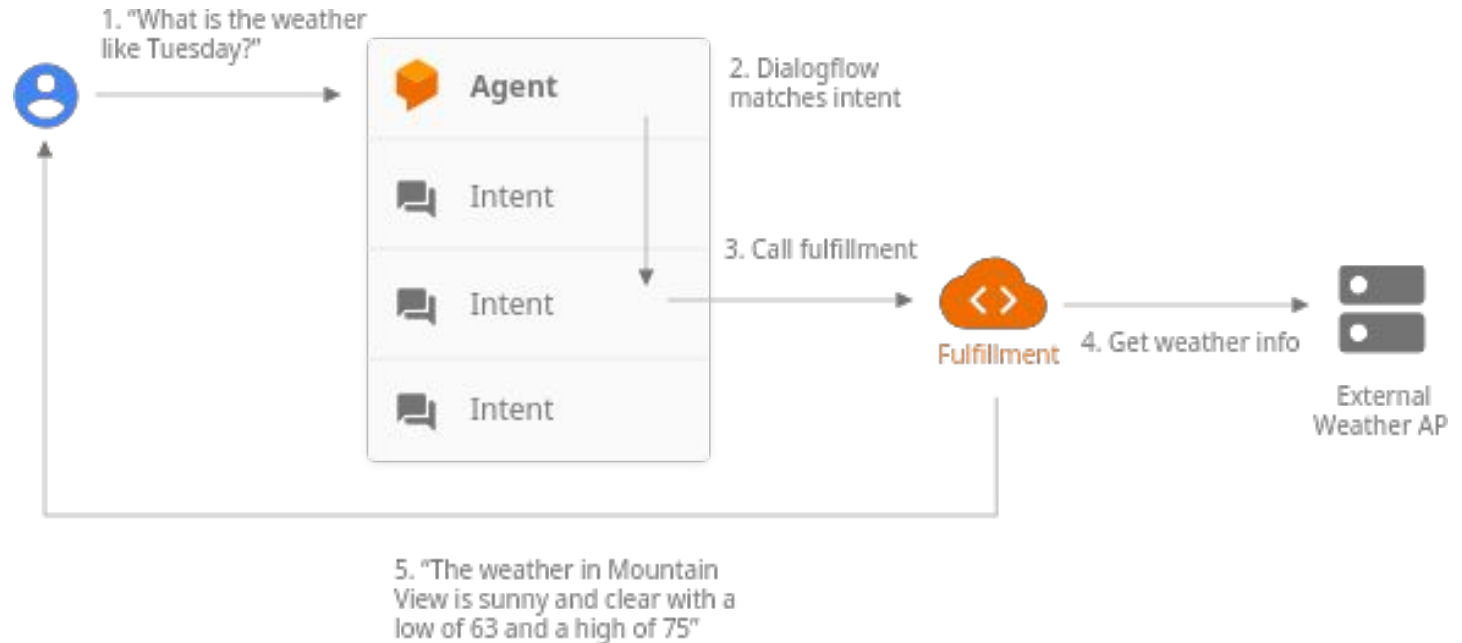 1. “What is the weather
like Tuesday?”
Agent
2. Dialogflow
matches intent
Intent
3. Call fulfillment
Intent
Fulfillment
4. Get weather info
Intent
External
Weather AP
5. “The weather in Mountain
View is sunny and clear with a
low of 63 and a high of 75”